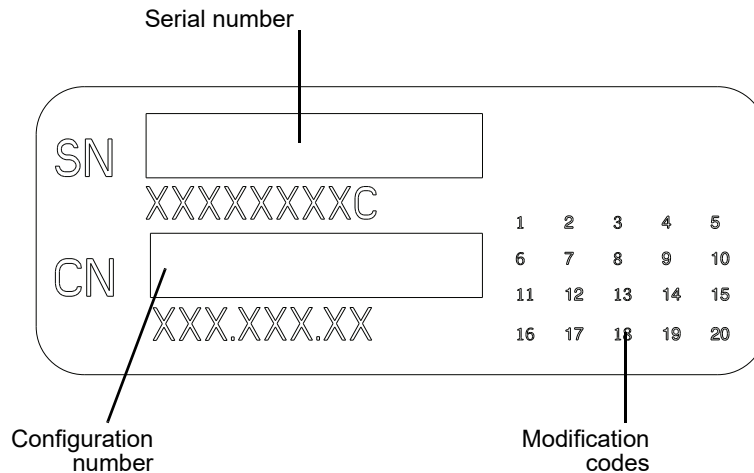 Serial number
SN
XXXXXXXXC
CN
XXX.XXX.XX
1 2 3 4 5
6 7 8 9 10
11 12 13 14 15
16 17 18 19 20
Configuration
number
Modification
codes